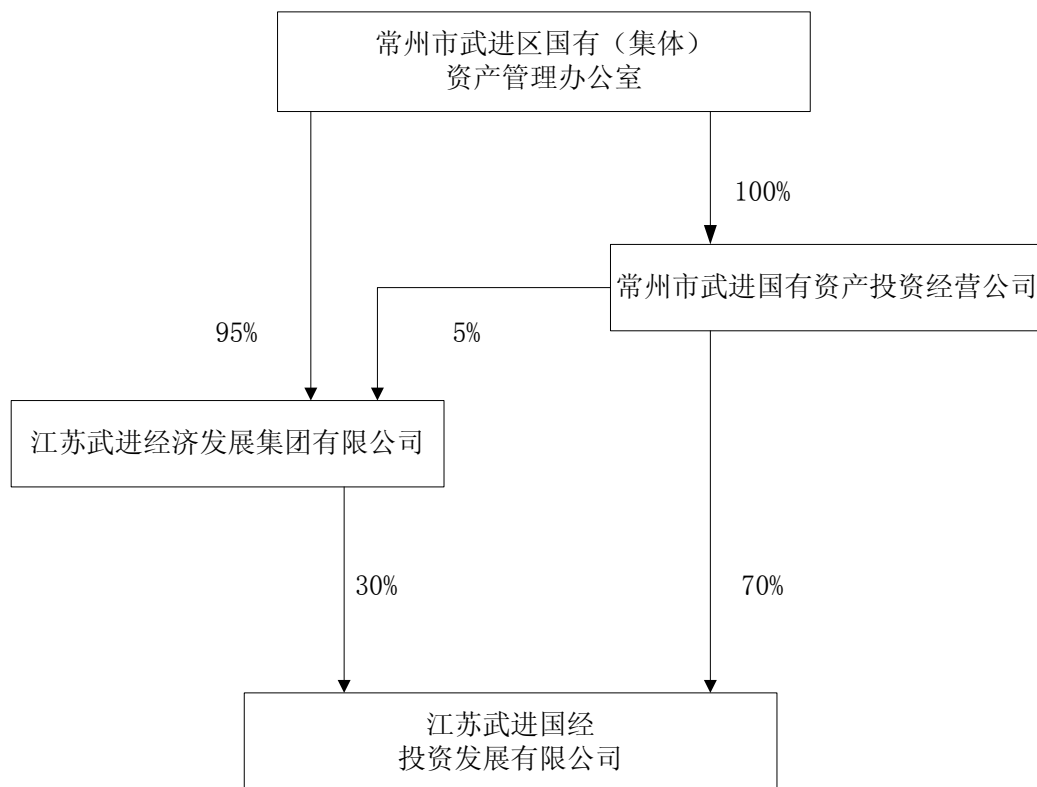 常州市武进区国有（集体）
资产管理办公室
100%
常州市武进国有资产投资经营公司
95%
5%
江苏武进经济发展集团有限公司
30%
70%
江苏武进国经
投资发展有限公司